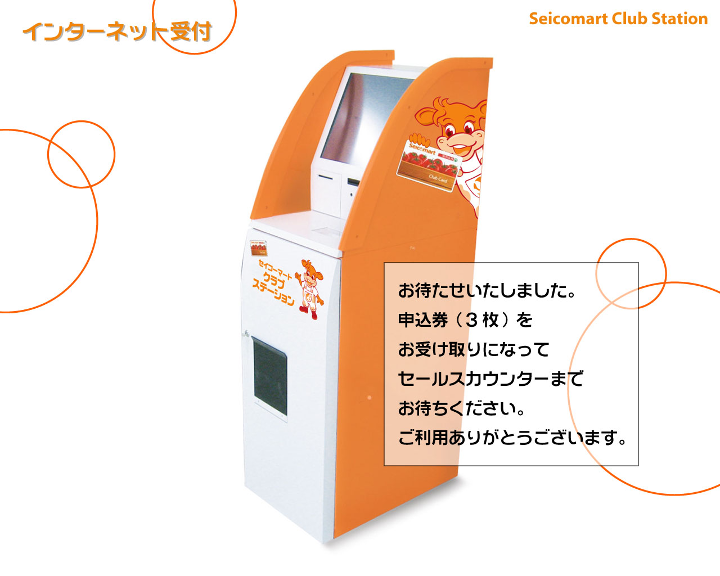 インターネット受付
Seicomart Club Station
Seicomart
Club Card
セイコーマート
クラブ
ステーション
お待たせいたしました。
申込券（3枚）を
お受け取りになって
セールスカウンターまで
お待ちください。
ご利用ありがとうございます。